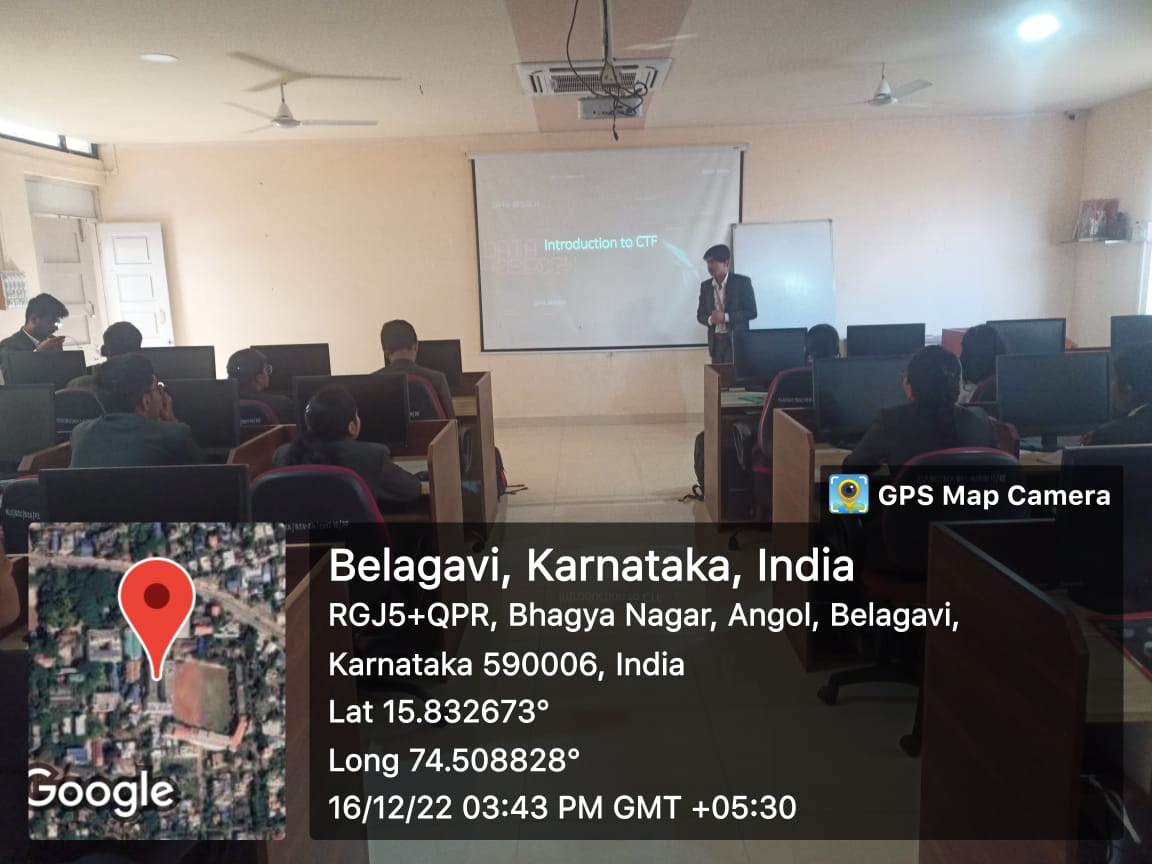 Introduction to CTF
GPS Map Camera
Belagavi, Karnataka, India
RGJ5+QPR, Bhagya Nagar, Angol, Belagavi,
Karnataka 590006, India
Lat 15.832673°
Long 74.508828°
16/12/22 03:43 PM GMT +05:30
Google